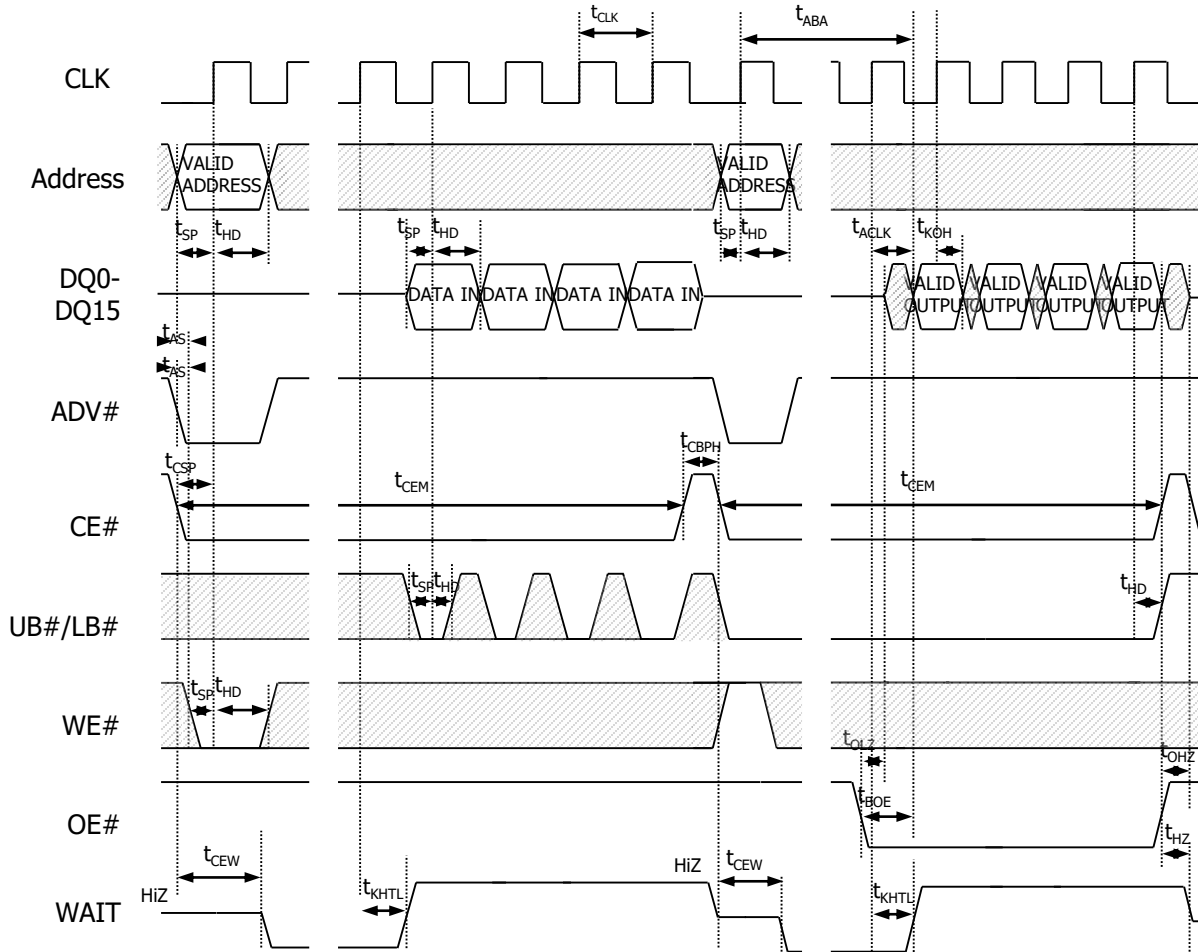 tCLK
tABA
CLK
Address
VALID ADDRESS
VALID ADDRESS
tSP
tHD
tSP
tHD
tSP
tHD
tACLK
tKOH
DQ0-
DQ15
DATA IN
DATA IN
DATA IN
DATA IN
VALID OUTPUT
VALID OUTPUT
VALID OUTPUT
VALID OUTPUT
tAS
tAS
ADV#
tCBPH
tCSP
tCEM
tCEM
CE#
tSP
tHD
tHD
UB#/LB#
tSP
tHD
WE#
tOLZ
tOHZ
tBOE
OE#
tHZ
tCEW
HiZ
tCEW
HiZ
tKHTL
tKHTL
WAIT